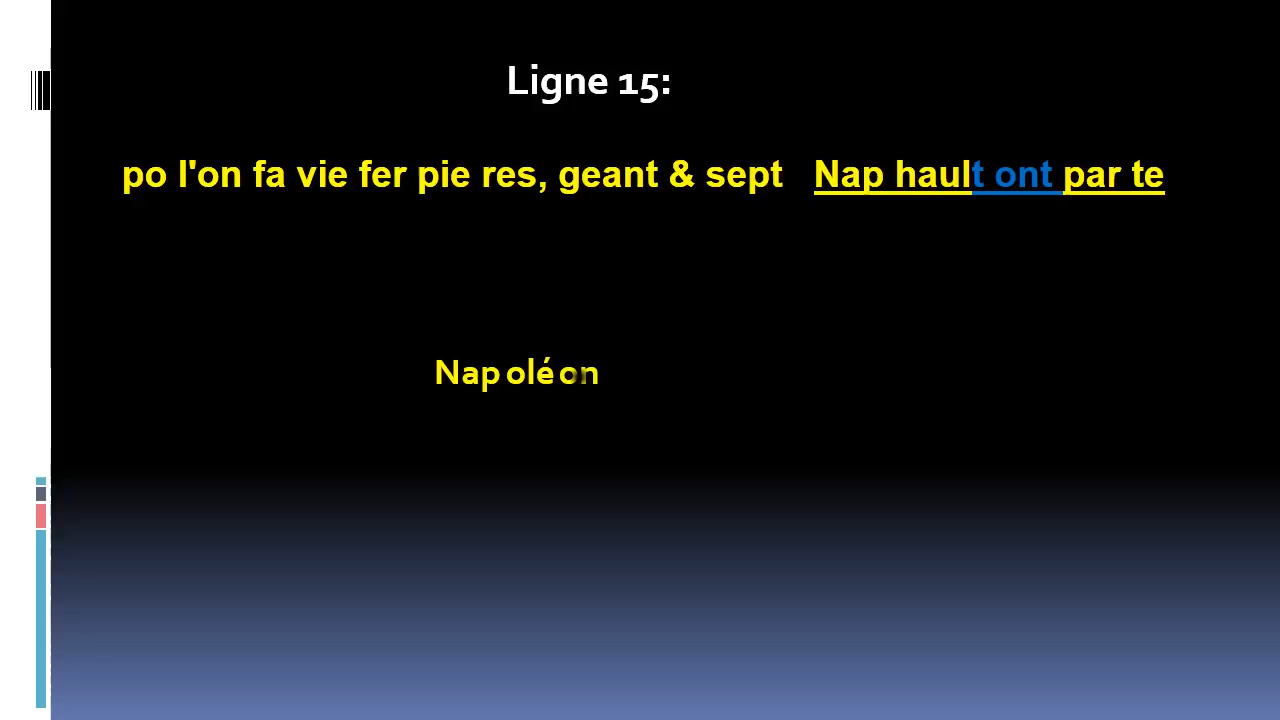 Ligne 15:
po l'on fa vie fer pie res, geant & sept Nap hault ont par te
Nap olé on